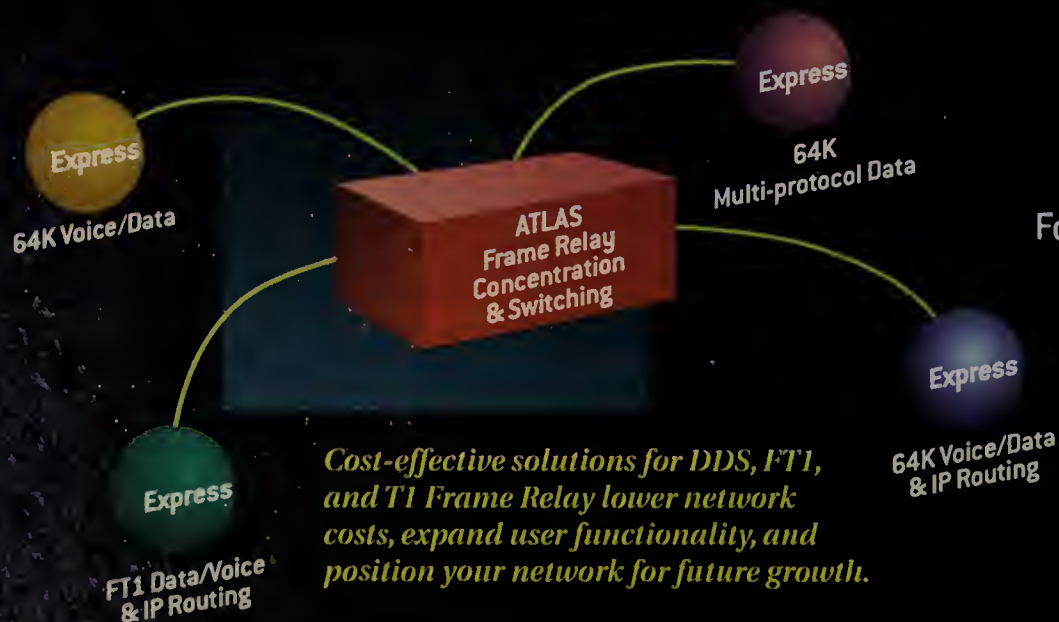 Express
64K Voice/Data
Express
64K
Multi-protocol Data
ATLAS
Frame Relay
Concentration
& Switching
Express
64K Voice/Data
& IP Routing
Express
FT1 Data/Voice
& IP Routing
Cost-effective solutions for DDS, FT1,
and T1 Frame Relay lower network
costs, expand user functionality, and
position your network for future growth.